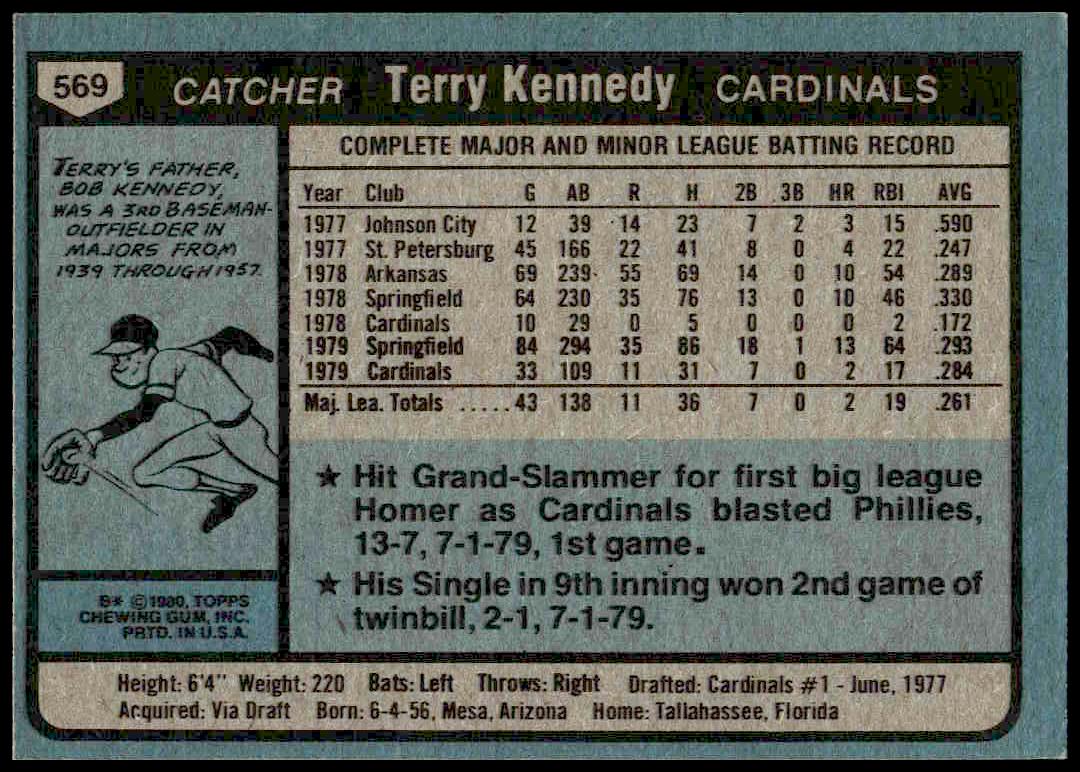 569 CATCHER Terry Kennedy CARDINALS
TERRY'S FATHER,
BOB KENNEDY,
WAS A 3RD BASEMAN-
OUTFIELDER IN
MAJORS FROM
1939 THROUGH 1957.
COMPLETE MAJOR AND MINOR LEAGUE BATTING RECORD
Year Club G AB R H 2B 3B HR RBI AVG
1977 Johnson City 12 39 14 23 7 2 3 15 .590
1977 St. Petersburg 45 166 22 41 8 0 4 22 .247
1978 Arkansas 69 239 55 69 14 0 10 54 .289
1978 Springfield 64 230 35 76 13 0 10 46 .330
1978 Cardinals 10 29 0 5 0 0 0 2 .172
1979 Springfield 84 294 35 86 18 1 13 64 .293
1979 Cardinals 33 109 11 31 7 0 2 17 .284
Maj. Lea. Totals .....43 138 11 36 7 0 2 19 .261
★ Hit Grand-Slammer for first big league
Homer as Cardinals blasted Phillies,
13-7, 7-1-79, 1st game.
★ His Single in 9th inning won 2nd game of
twinbill, 2-1, 7-1-79.
B* © 1980, TOPPS
CHEWING GUM, INC.
PRTD. IN U.S.A.
Height: 6'4" Weight: 220 Bats: Left Throws: Right Drafted: Cardinals #1 - June, 1977
Acquired: Via Draft Born: 6-4-56, Mesa, Arizona Home: Tallahassee, Florida